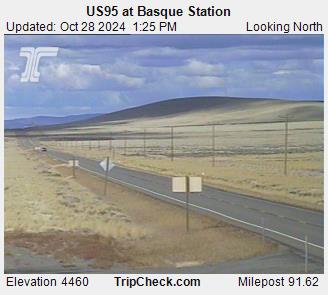 US95 at Basque Station
Updated: Oct 28 2024 1:25 PM Looking North
Elevation 4460 TripCheck.com Milepost 91.62